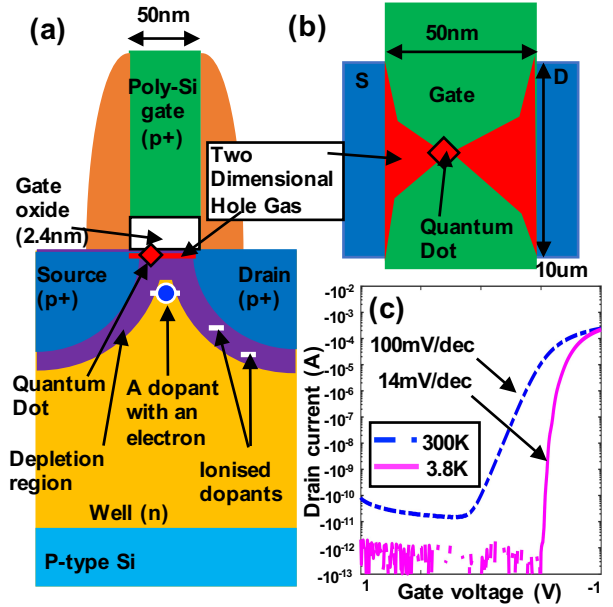 (a)
50nm
Poly-Si
gate
(p+)
Gate
oxide
(2.4nm)
Two
Dimensional
Hole Gas
Source
(p+)
Drain
(p+)
Quantum
Dot
Depletion
region
A dopant
with an
electron
Ionised
dopants
Well (n)
P-type Si
(b)
50nm
S
D
Gate
Quantum
Dot
10um
(c)
Drain current (A)
-10⁻²
-10⁻³
-10⁻⁴
-10⁻⁵
-10⁻⁶
-10⁻⁷
-10⁻⁸
-10⁻⁹
-10⁻¹⁰
-10⁻¹¹
-10⁻¹²
-10⁻¹³
100mV/dec
14mV/dec
300K
3.8K
1
-1
Gate voltage (V)